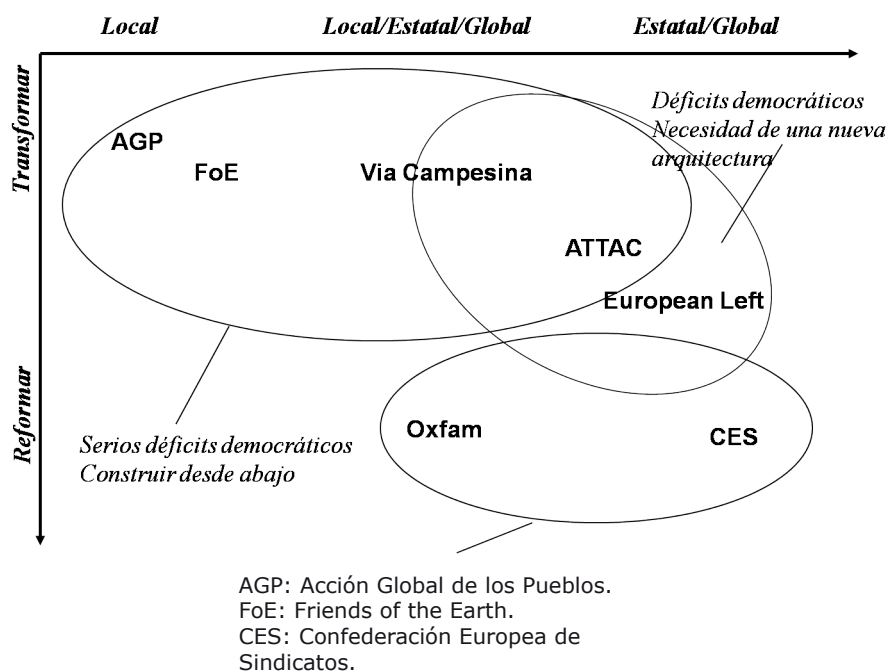 Local
Local/Estatal/Global
Estatal/Global
Transformar
Reformar
Déficits democráticos
Necesidad de una nueva
arquitectura
AGP
FoE
Via Campesina
ATTAC
European Left
Oxfam
CES
Serios déficits democráticos
Construir desde abajo
AGP: Acción Global de los Pueblos.
FoE: Friends of the Earth.
CES: Confederación Europea de
Sindicatos.